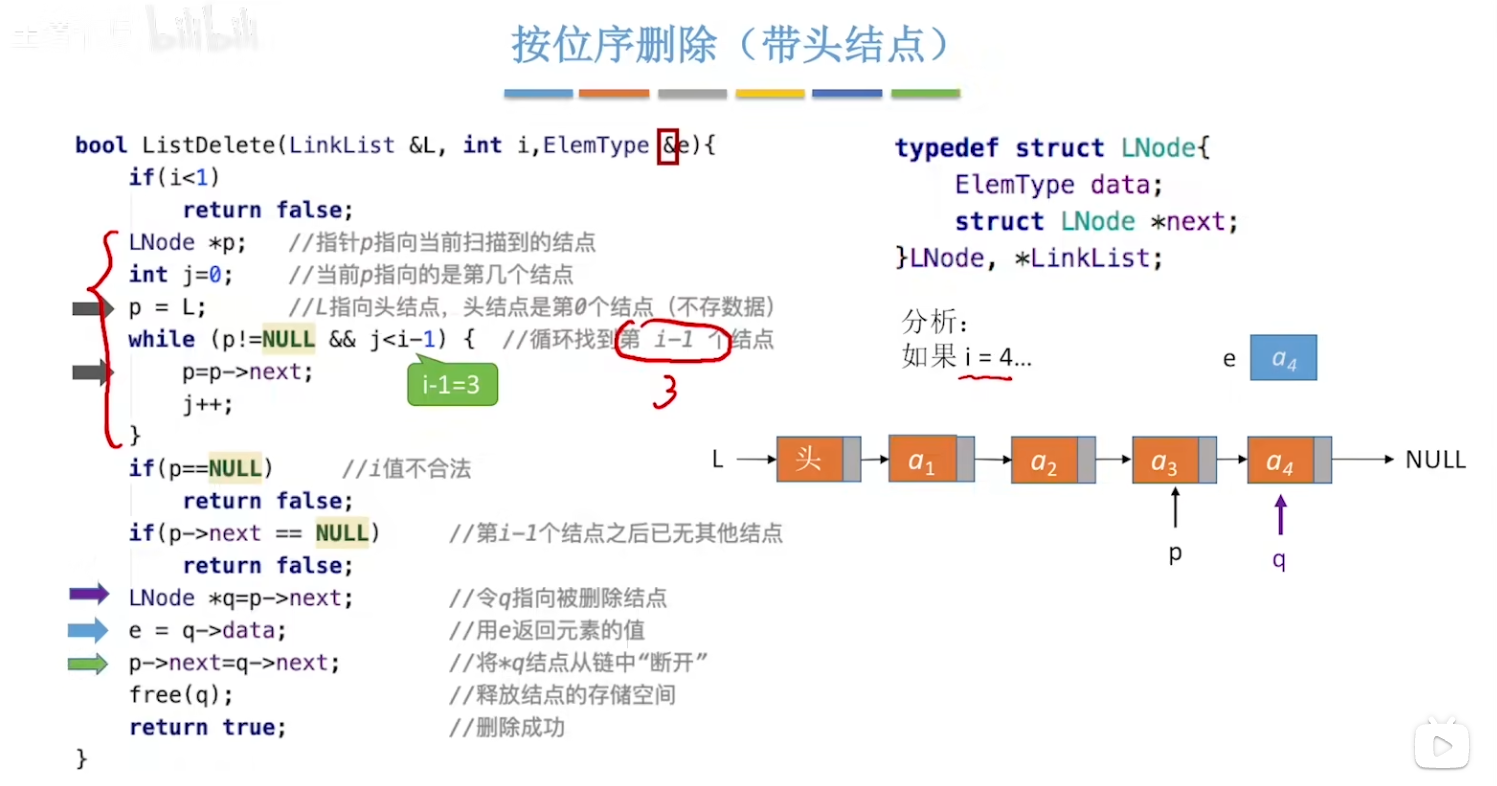 bilibili
按位序删除（带头结点）
bool ListDelete(LinkList &L, int i,ElemType &e){
if(i<1)
return false;
LNode *p; //指针p指向当前扫描到的结点
int j=0; //当前p指向的是第几个结点
p = L; //L指向头结点，头结点是第0个结点（不存数据）
while (p!=NULL && j<i-1) { //循环找到第 i-1 个结点
p=p->next;
j++;
}
i-1=3
3
if(p==NULL) //i值不合法
return false;
if(p->next == NULL) //第i-1个结点之后已无其他结点
return false;
LNode *q=p->next; //令q指向被删除结点
e = q->data; //用e返回元素的值
p->next=q->next; //将*q结点从链中“断开”
free(q); //释放结点的存储空间
return true; //删除成功
}
typedef struct LNode{
ElemType data;
struct LNode *next;
}LNode, *LinkList;
分析：
如果 i = 4…
e a4
L 头 a1 a2 a3 a4 NULL
p q